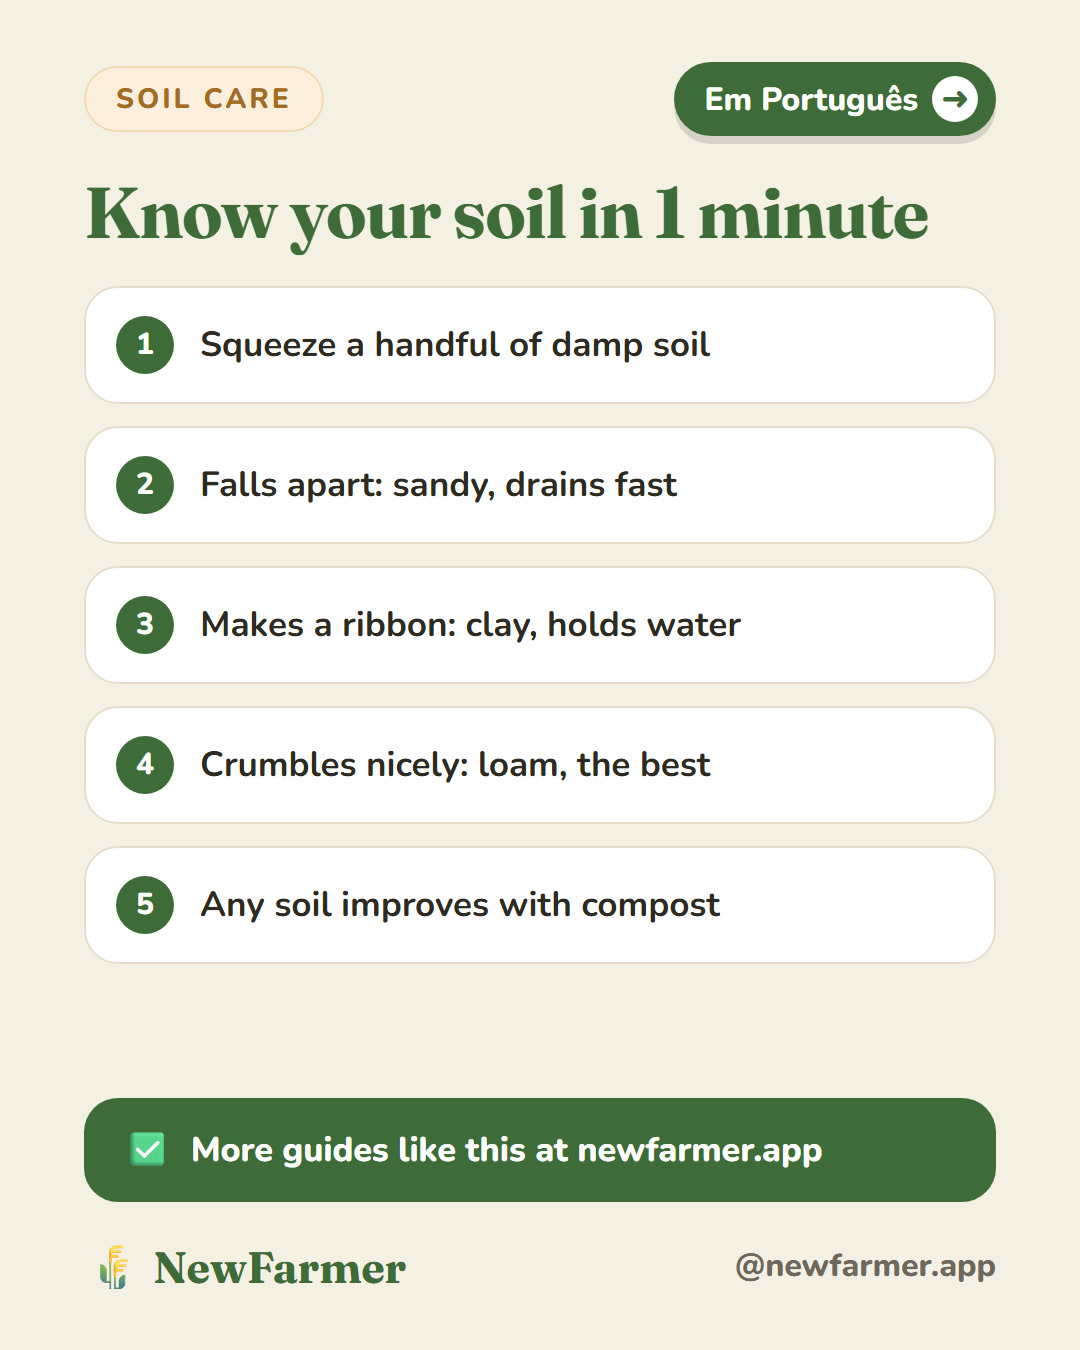 SOIL CARE
Em Português
Know your soil in 1 minute
1 Squeeze a handful of damp soil
2 Falls apart: sandy, drains fast
3 Makes a ribbon: clay, holds water
4 Crumbles nicely: loam, the best
5 Any soil improves with compost
More guides like this at newfarmer.app
NewFarmer
@newfarmer.app